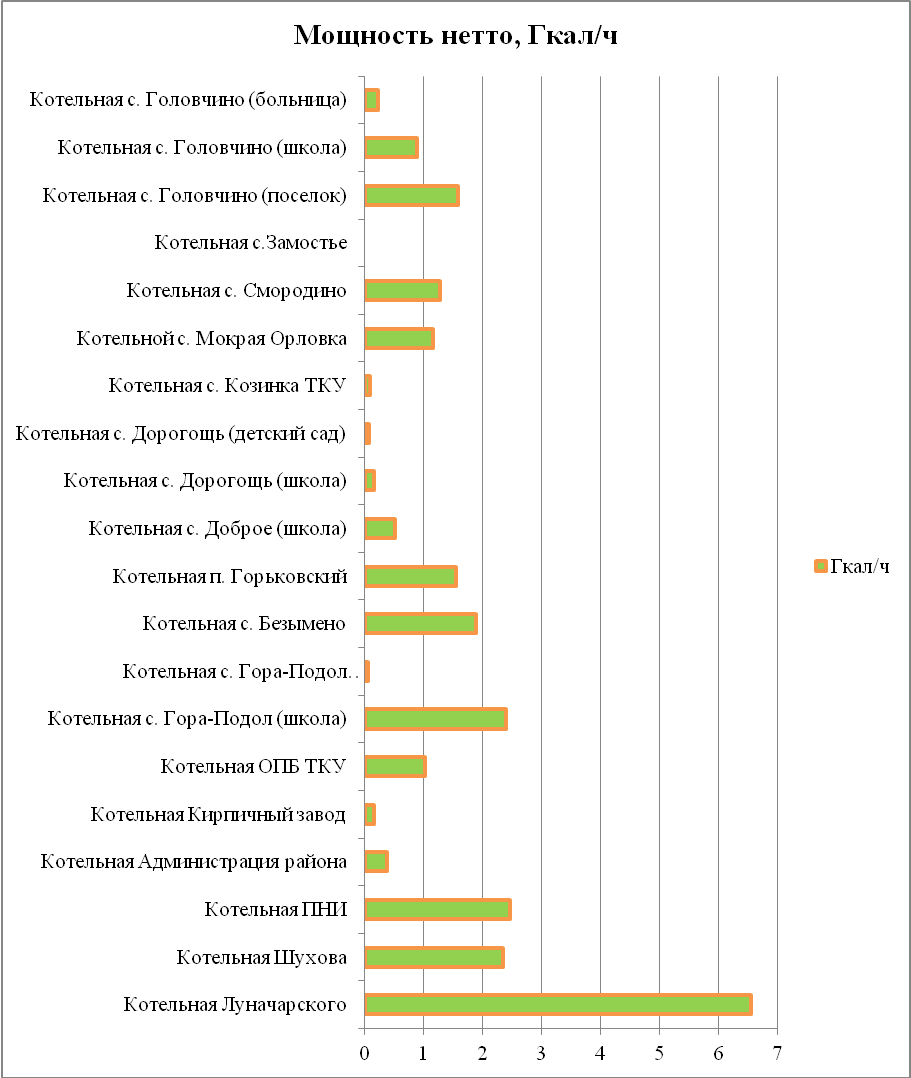 Мощность нетто, Гкал/ч
Котельная с. Головчино (больница)
Котельная с. Головчино (школа)
Котельная с. Головчино (поселок)
Котельная с.Замостье
Котельная с. Смородино
Котельной с. Мокрая Орловка
Котельная с. Козинка ТКУ
Котельная с. Дорогощь (детский сад)
Котельная с. Дорогощь (школа)
Котельная с. Доброе (школа)
Котельная п. Горьковский
Котельная с. Безымено
Котельная с. Гора-Подол..
Котельная с. Гора-Подол (школа)
Котельная ОПБ ТКУ
Котельная Кирпичный завод
Котельная Администрация района
Котельная ПНИ
Котельная Шухова
Котельная Луначарского
0 1 2 3 4 5 6 7
Гкал/ч